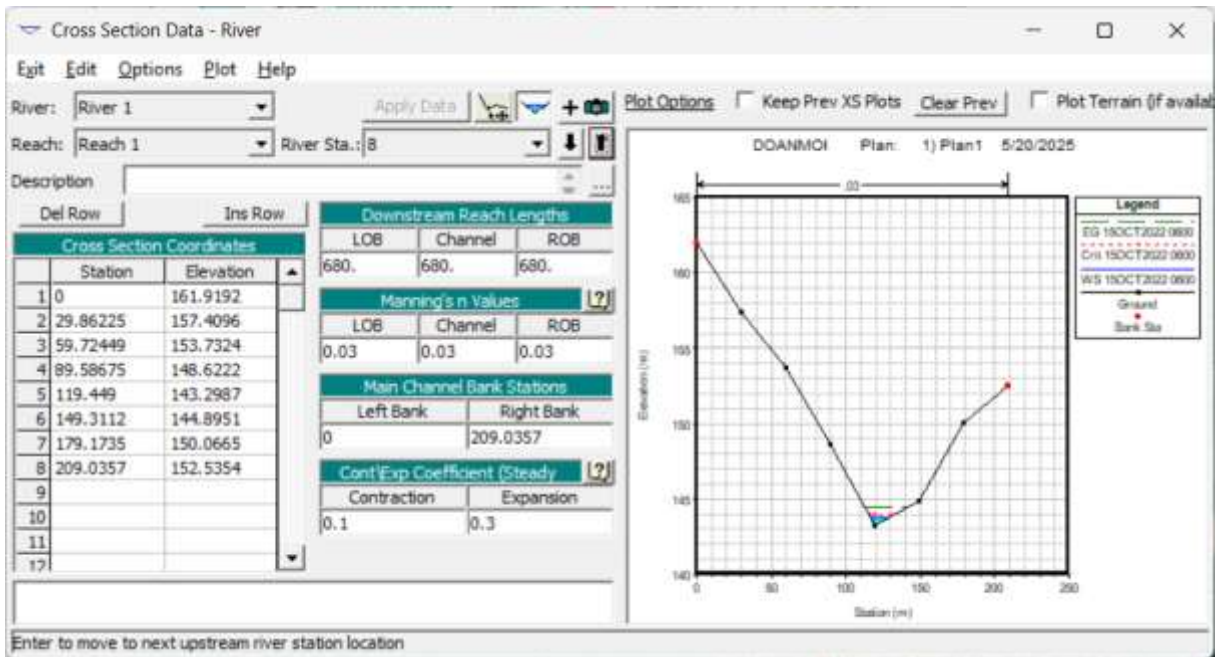 Cross Section Data - River
Exit Edit Options Plot Help
River: River 1 Apply Data
Plot Options Keep Prev XS Plots Clear Prev Plot Terrain (if availab
Reach: Reach 1 River Sta.: 8
Description ...
Del Row Ins Row
Cross Section Coordinates
Station Elevation
1 0 161.9192
2 29.86225 157.4096
3 59.72449 153.7324
4 89.58675 148.6222
5 119.449 143.2987
6 149.3112 144.8951
7 179.1735 150.0665
8 209.0357 152.5354
9
10
11
12
Downstream Reach Lengths
LOB Channel ROB
680. 680. 680.
Manning's n Values ?
LOB Channel ROB
0.03 0.03 0.03
Main Channel Bank Stations
Left Bank Right Bank
0 209.0357
Cont\Exp Coefficient (Steady ?
Contraction Expansion
0.1 0.3
DOANMOI Plan: 1) Plan1 5/20/2025
.03
165
160
155
150
145
140
Elevation (m)
0 50 100 150 200 250
Station (m)
Legend
EG 15OCT2022 0800
Crit 15OCT2022 0800
WS 15OCT2022 0800
Ground
Bank Sta
Enter to move to next upstream river station location